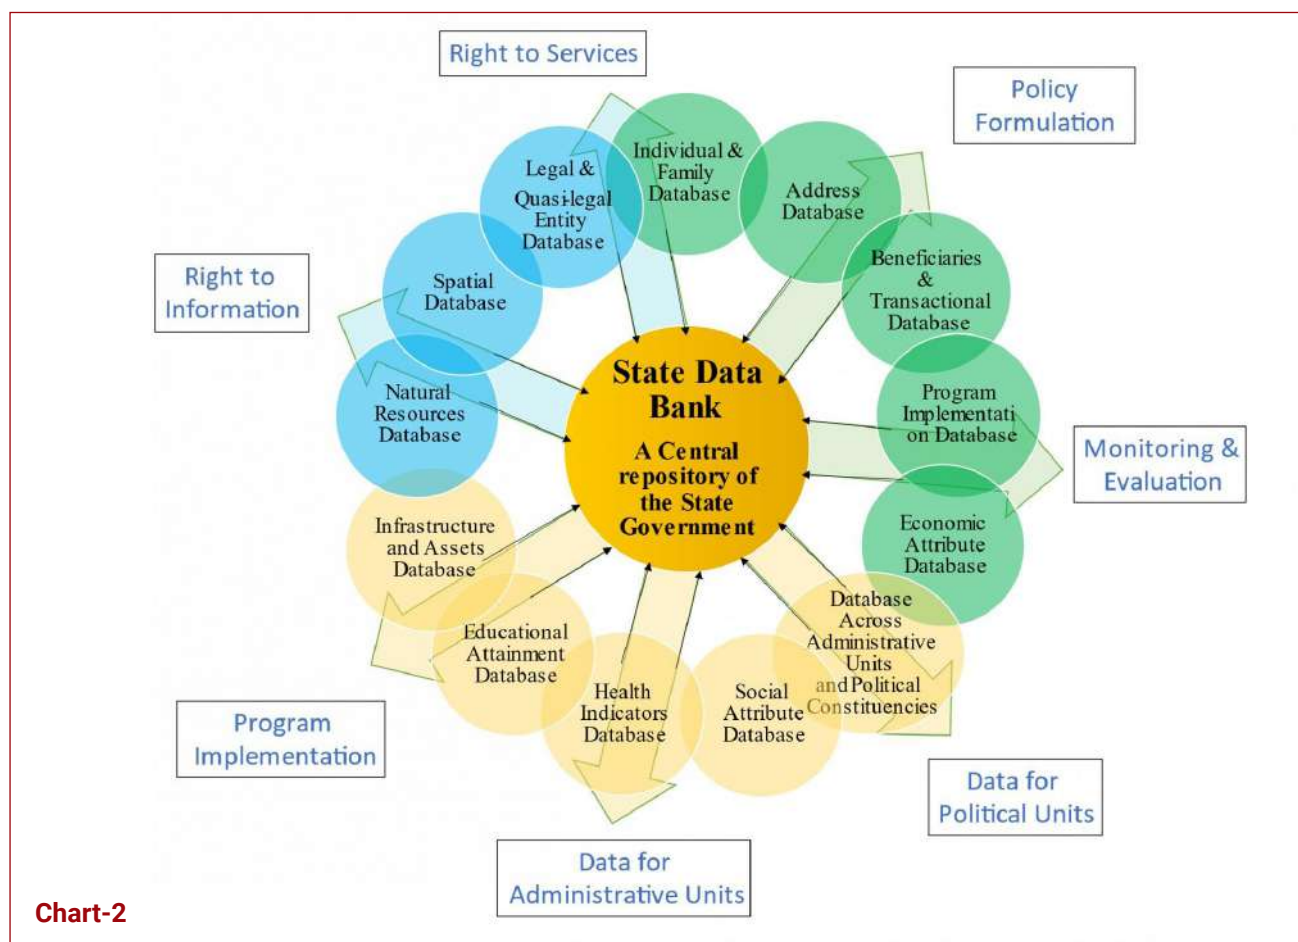 Right to Services
Policy
Formulation
Individual &
Family
Database
Legal &
Quasi-legal
Entity
Database
Address
Database
Right to
Information
Spatial
Database
Beneficiaries
&
Transactional
Database
State Data
Bank
A Central
repository of
the State
Government
Natural
Resources
Database
Program
Implementati
on Database
Monitoring &
Evaluation
Infrastructure
and Assets
Database
Economic
Attribute
Database
Educational
Attainment
Database
Database
Across
Administrative
Units
and Political
Constituencies
Health
Indicators
Database
Social
Attribute
Database
Program
Implementation
Data for
Political Units
Data for
Administrative Units
Chart-2